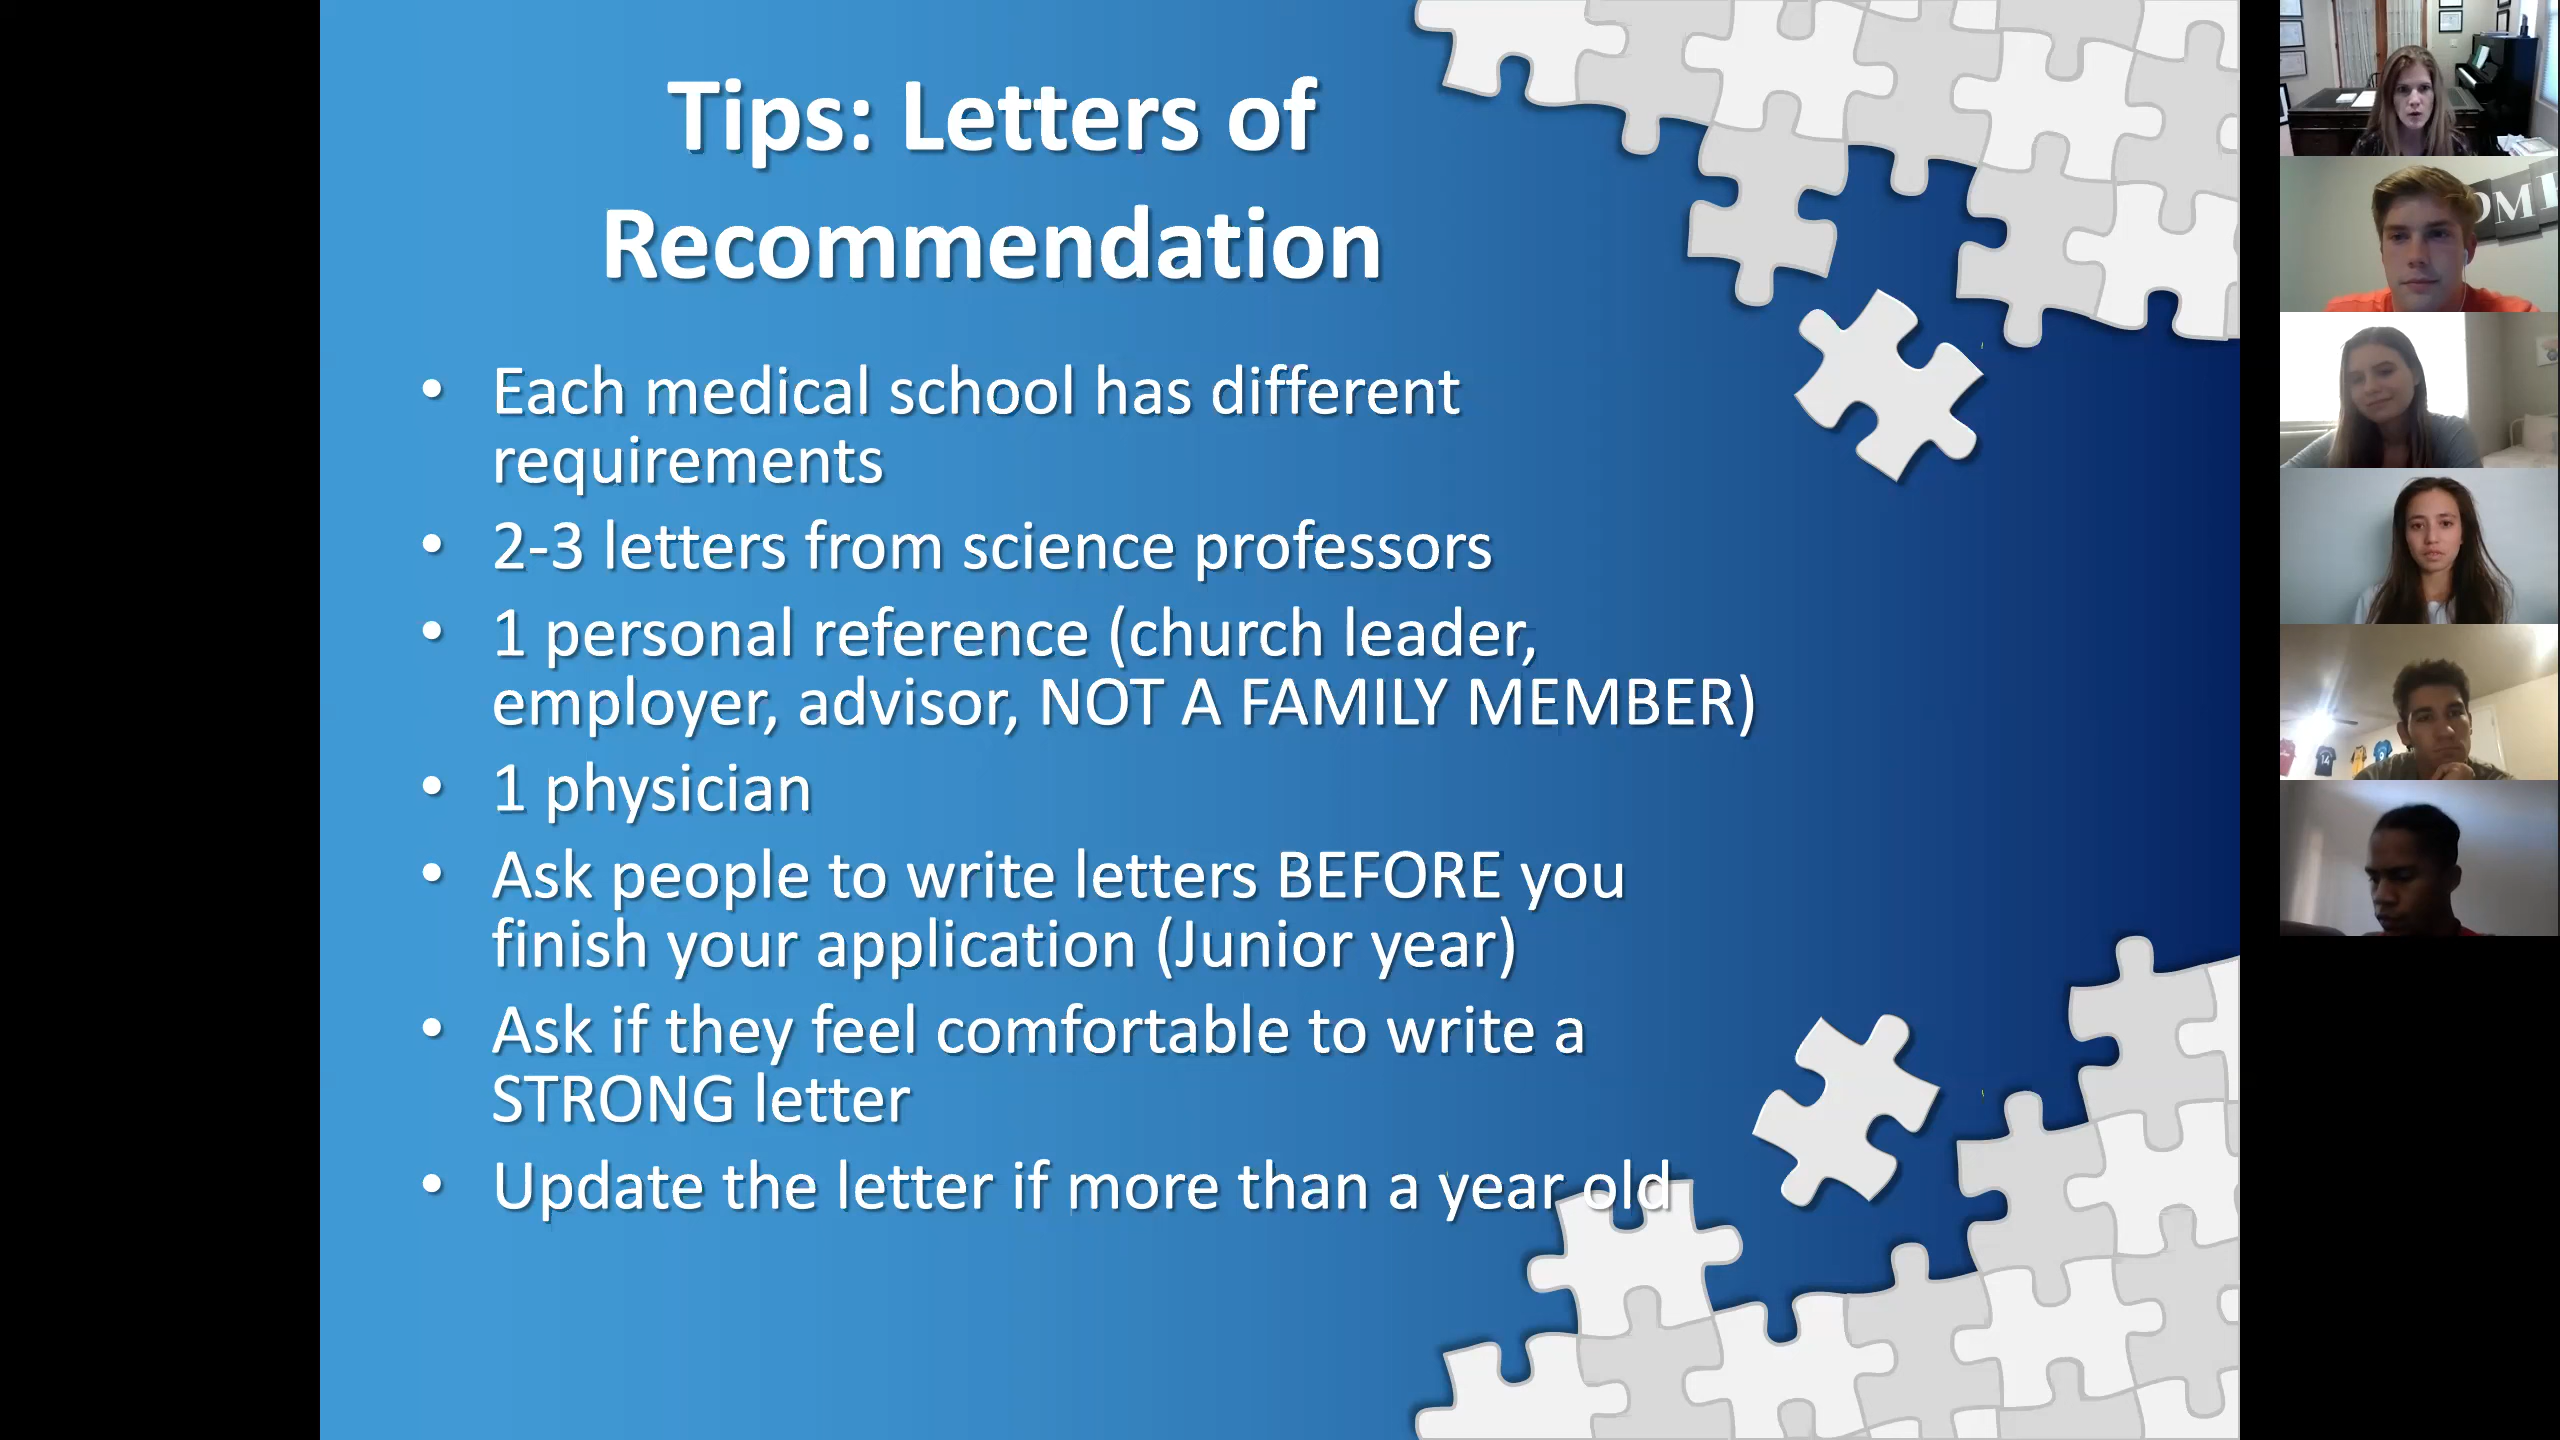 Tips: Letters of
Recommendation
• Each medical school has different
requirements
• 2-3 letters from science professors
• 1 personal reference (church leader,
employer, advisor, NOT A FAMILY MEMBER)
• 1 physician
• Ask people to write letters BEFORE you
finish your application (Junior year)
• Ask if they feel comfortable to write a
STRONG letter
• Update the letter if more than a year old
14